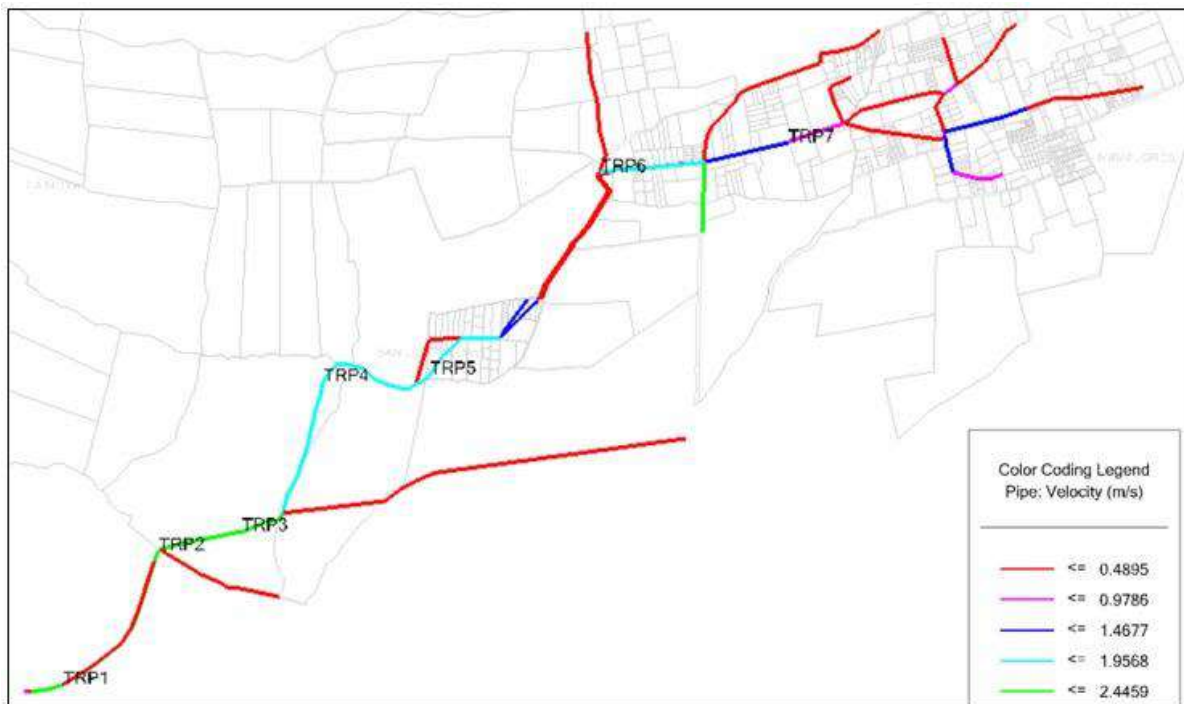 TRP6
TRP7
TRP5
TRP4
TRP3
TRP2
TRP1
Color Coding Legend
Pipe: Velocity (m/s)
<= 0.4895
<= 0.9786
<= 1.4677
<= 1.9568
<= 2.4459